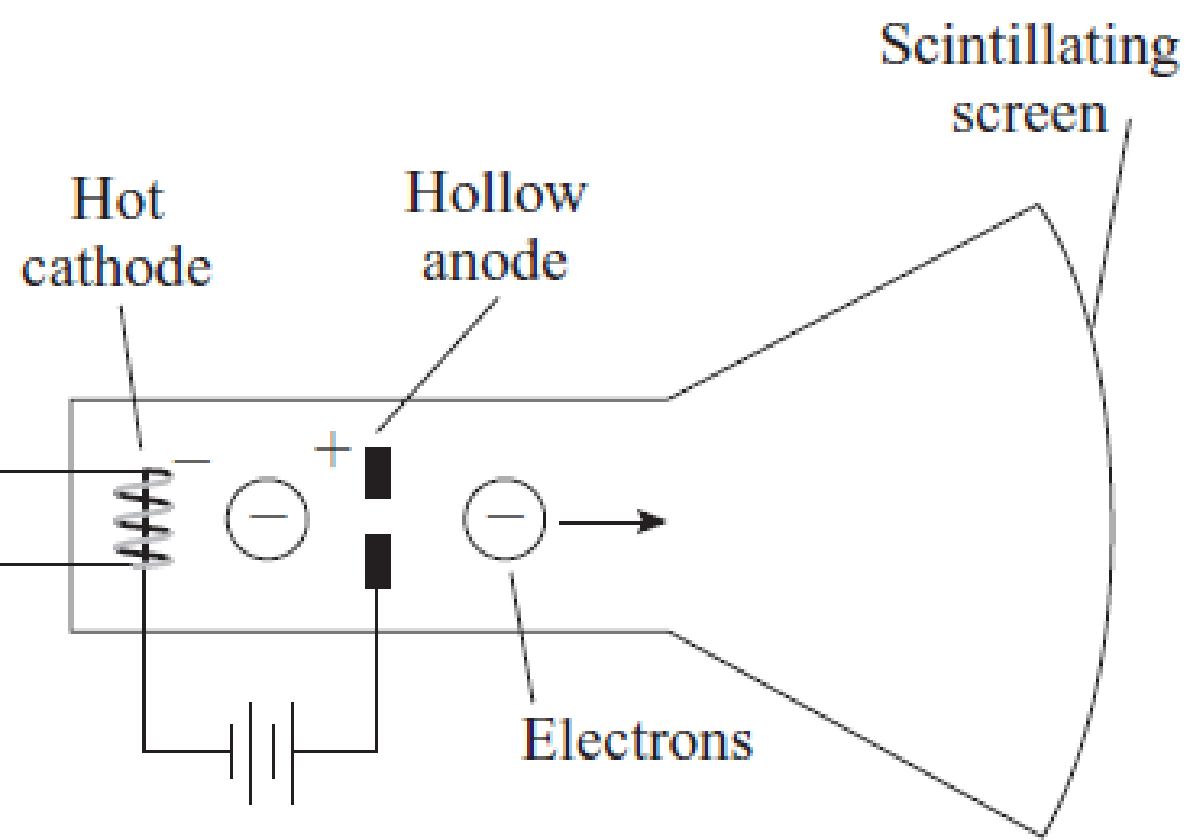 Scintillating
screen
Hot
cathode
Hollow
anode
−
+
−
−
Electrons